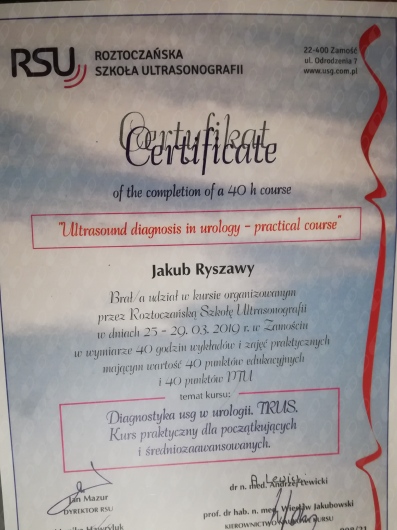 RSU
ROZTOCZAŃSKA
SZKOŁA ULTRASONOGRAFII
22-400 Zamość
ul. Odrodzenia 7
www.usg.com.pl
Certyfikat
Certificate
of the completion of a 40 h course
"Ultrasound diagnosis in urology - practical course"
Jakub Ryszawy
Brał/a udział w kursie organizowanym
przez Roztoczańską Szkołę Ultrasonografii
w dniach 25 - 29. 03. 2019 r. w Zamościu
w wymiarze 40 godzin wykładów i zajęć praktycznych
mającym wartość 40 punktów edukacyjnych
i 40 punktów PTU
temat kursu:
Diagnostyka usg w urologii. TRUS.
Kurs praktyczny dla początkujących
i średniozaawansowanych.
dr n. med. Andrzej Lewicki
Jan Mazur
DYREKTOR RSU
prof. dr hab. n. med. Wiesław Jakubowski
KIEROWNICTWO KURSU